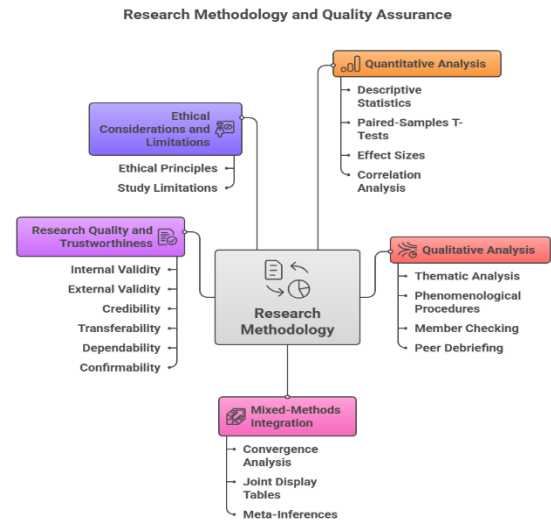 Research Methodology and Quality Assurance
Quantitative Analysis
Descriptive
Statistics
Paired-Samples T-
Tests
Effect Sizes
Correlation
Analysis
Ethical
Considerations and
Limitations
Ethical Principles
Study Limitations
Research Quality and
Trustworthiness
Internal Validity
External Validity
Credibility
Transferability
Dependability
Confirmability
Research
Methodology
Qualitative Analysis
Thematic Analysis
Phenomenological
Procedures
Member Checking
Peer Debriefing
Mixed-Methods
Integration
Convergence
Analysis
Joint Display
Tables
Meta-Inferences